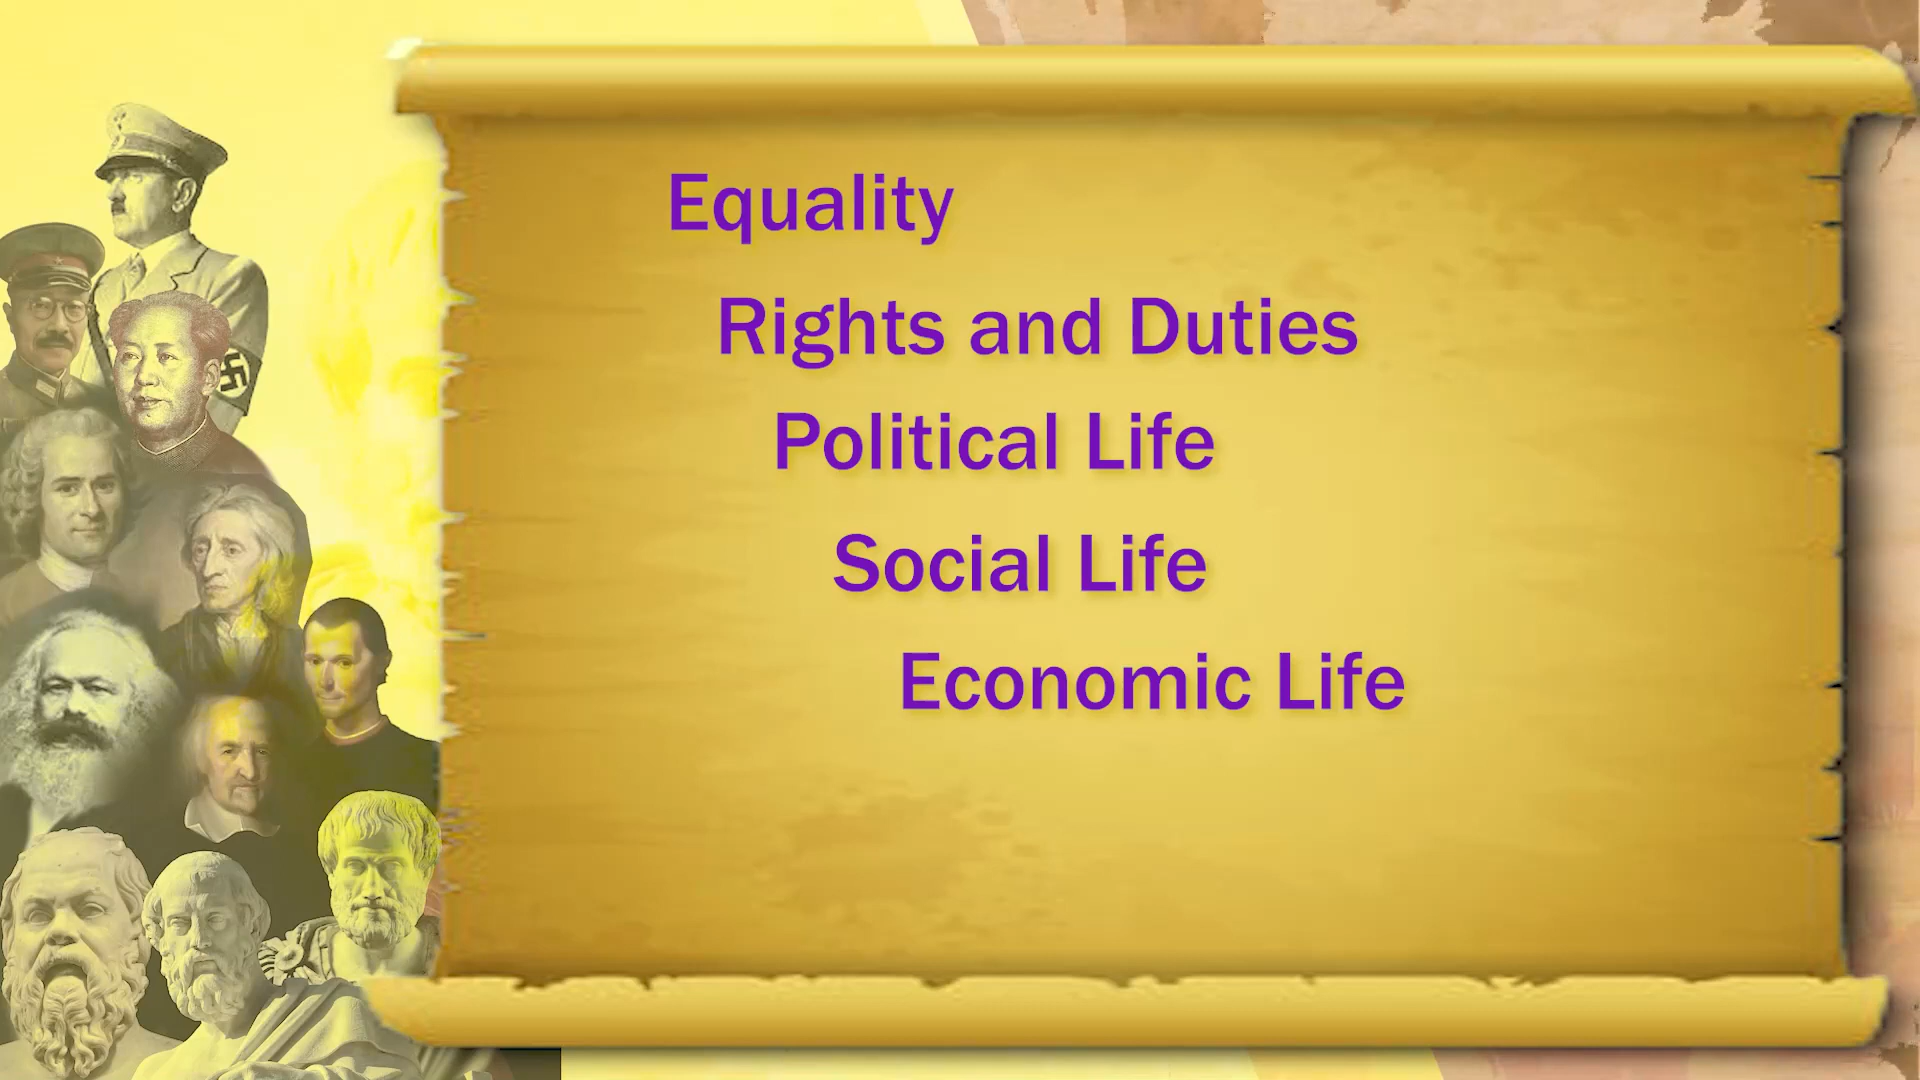 Equality
Rights and Duties
Political Life
Social Life
Economic Life